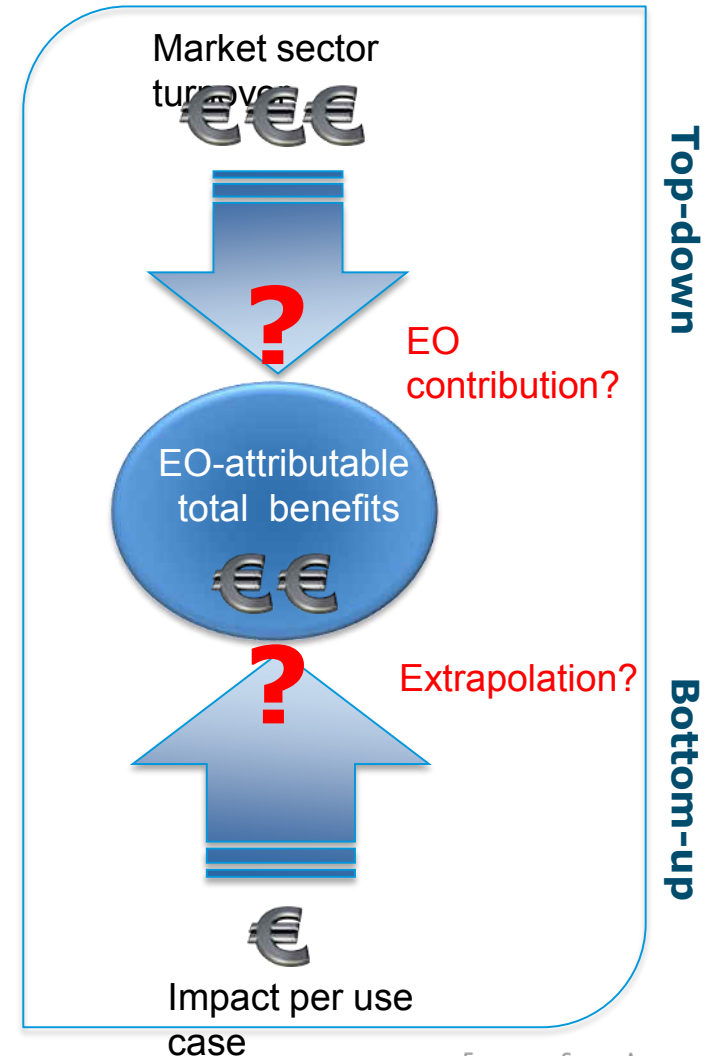 Market sector
turnover
€€€
Top-down
?
EO
contribution?
EO-attributable
total benefits
€€
?
Extrapolation?
Bottom-up
€
Impact per use
case